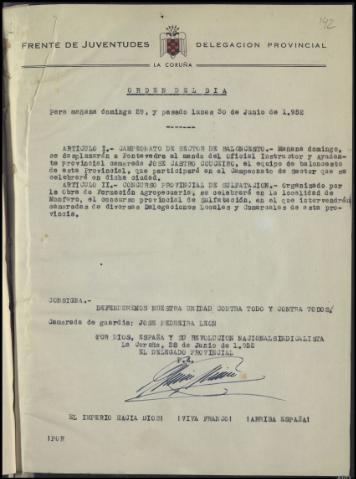 142
FRENTE DE JUVENTUDES DELEGACION PROVINCIAL
LA CORUÑA
ORDEN DEL DIA
para mañana domingo 29, y pasado lunes 30 de Junio de 1,952
-------
ARTICULO I.- CAMPEONATO DE SECTOR DE BALONCESTO.- Mañana domingo,
se desplazarán a Pontevedra al mando del Oficial Instructor y Ayudan-
te Provincial camarada JOSE CASTRO COUCEIRO, el equipo de baloncesto
de esta Provincial, que participará en el Campeonato de Sector que se
celebrará en dicha ciudad.
ARTICULO II.- CONCURSO PROVINCIAL DE SULFATACION.- Organizado por
la Obra de Formación Agropecuaria, se celebrará en la localidad de
Monfero, el concurso provincial de Sulfatación, en el que intervendrán
camaradas de diversas Delegaciones Locales y Comarcales de esta pro-
vincia.
CONSIGNA.-
DEFENDEREMOS NUESTRA UNIDAD CONTRA TODO Y CONTRA TODOS/
Camarada de guardia: JOSE PEDREIRA LEON
POR DIOS, ESPAÑA Y SU REVOLUCION NACIONALSINDICALISTA
La Coruña, 28 de Junio de 1,952
EL DELEGADO PROVINCIAL
P.A.
EL IMPERIO HACIA DIOS! ¡VIVA FRANCO! ¡ARRIBA ESPAÑA!
¡POR